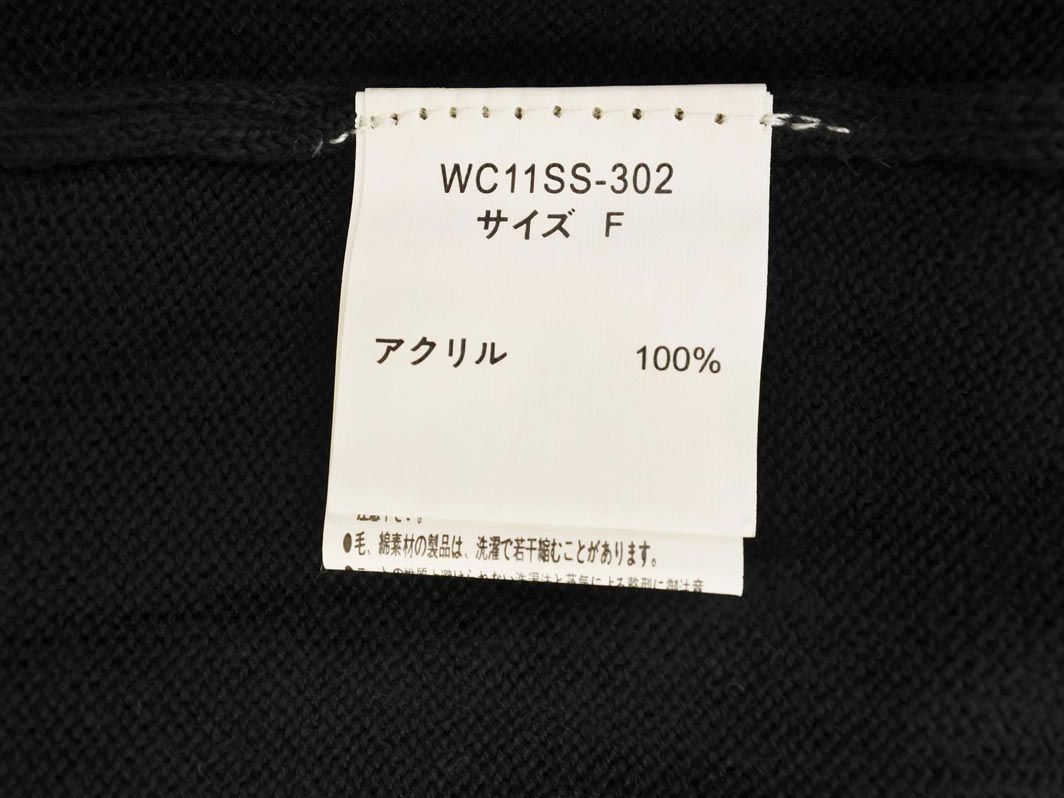 WC11SS-302
サイズ F
アクリル 100%
●毛、綿素材の製品は、洗濯で若干縮むことがあります。